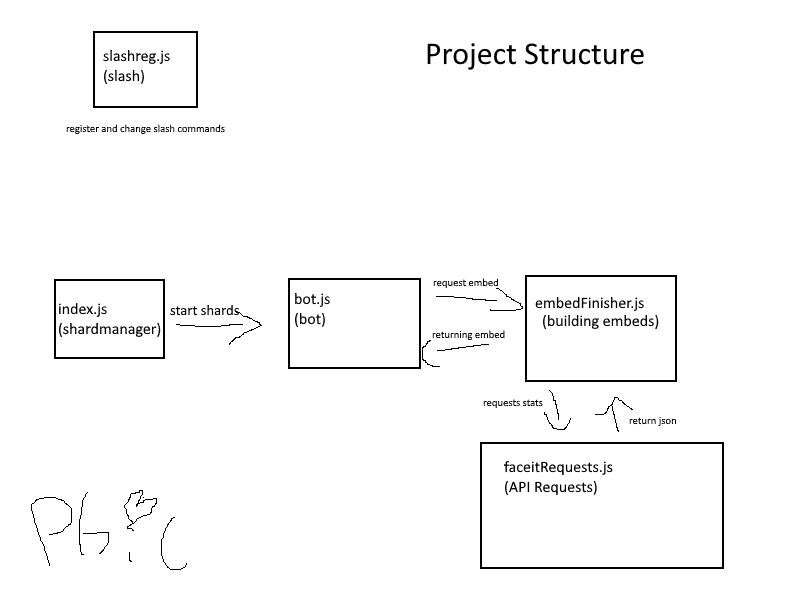 Project Structure
slashreg.js
(slash)
register and change slash commands
index.js
(shardmanager)
start shards
bot.js
(bot)
request embed
returning embed
embedFinisher.js
(building embeds)
requests stats
return json
faceitRequests.js
(API Requests)